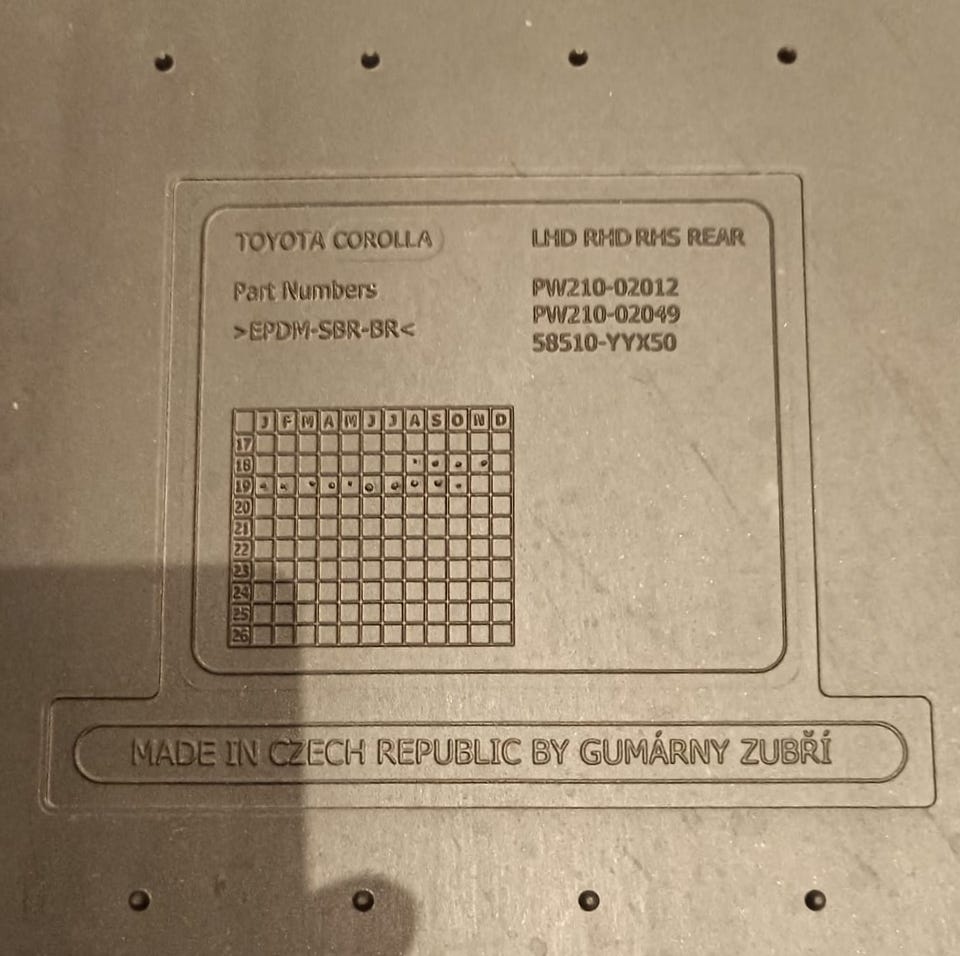 TOYOTA COROLLA
LHD RHD RHS REAR
Part Numbers
>EPDM-SBR-BR<
PW210-02012
PW210-02049
58510-YYX50
J F M A M J J A S O N D
17
18
19
20
21
22
23
24
25
26
MADE IN CZECH REPUBLIC BY GUMÁRNY ZUBŘÍ